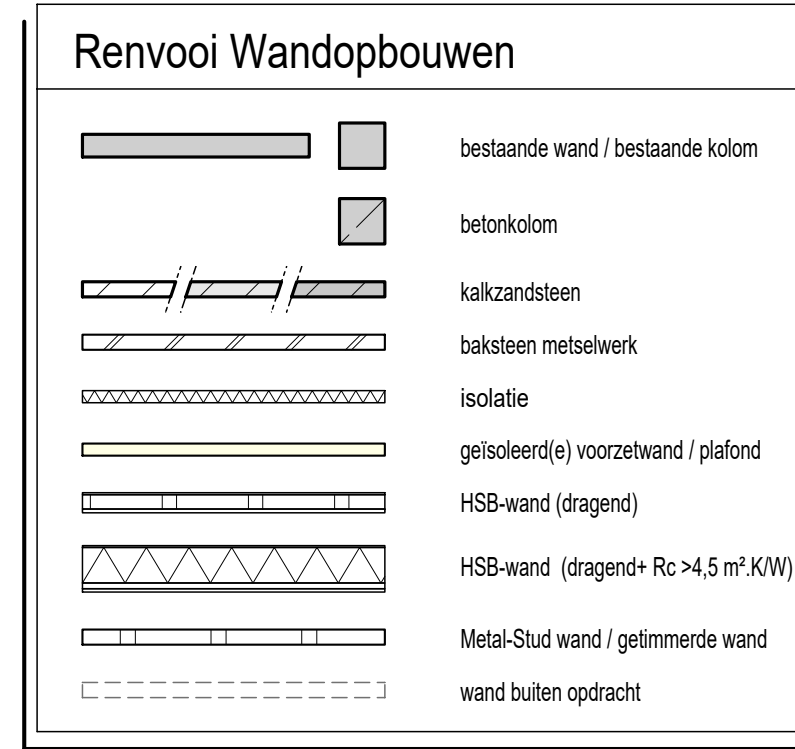 Renvooi Wandopbouwen
bestaande wand / bestaande kolom
betonkolom
kalkzandsteen
baksteen metselwerk
isolatie
geïsoleerd(e) voorzetwand / plafond
HSB-wand (dragend)
HSB-wand (dragend+ Rc >4,5 m².K/W)
Metal-Stud wand / getimmerde wand
wand buiten opdracht